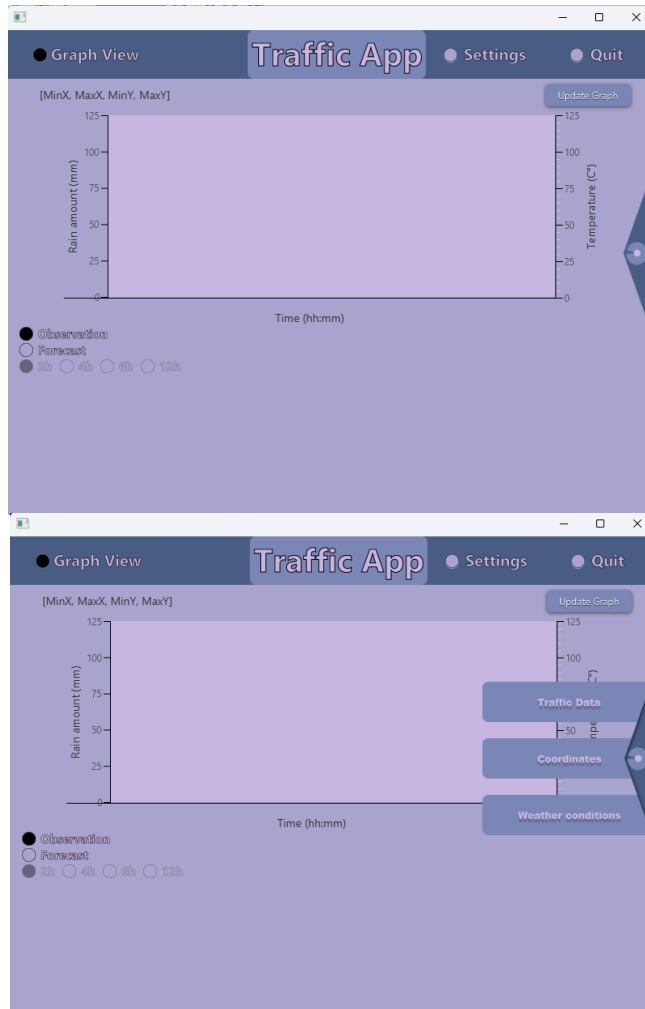 Graph View Traffic App Settings Quit
[MinX, MaxX, MinY, MaxY] Update Graph
125 125
100 100
75 75
50 50
25 25
0 0
Rain amount (mm)
Temperature (C°)
Time (hh:mm)
Observation
Forecast
2h 4h 6h 12h
Graph View Traffic App Settings Quit
[MinX, MaxX, MinY, MaxY] Update Graph
125 125
100 100
75
50 50
25
0
Rain amount (mm)
Traffic Data
Coordinates
Weather conditions
Time (hh:mm)
Observation
Forecast
2h 4h 6h 12h